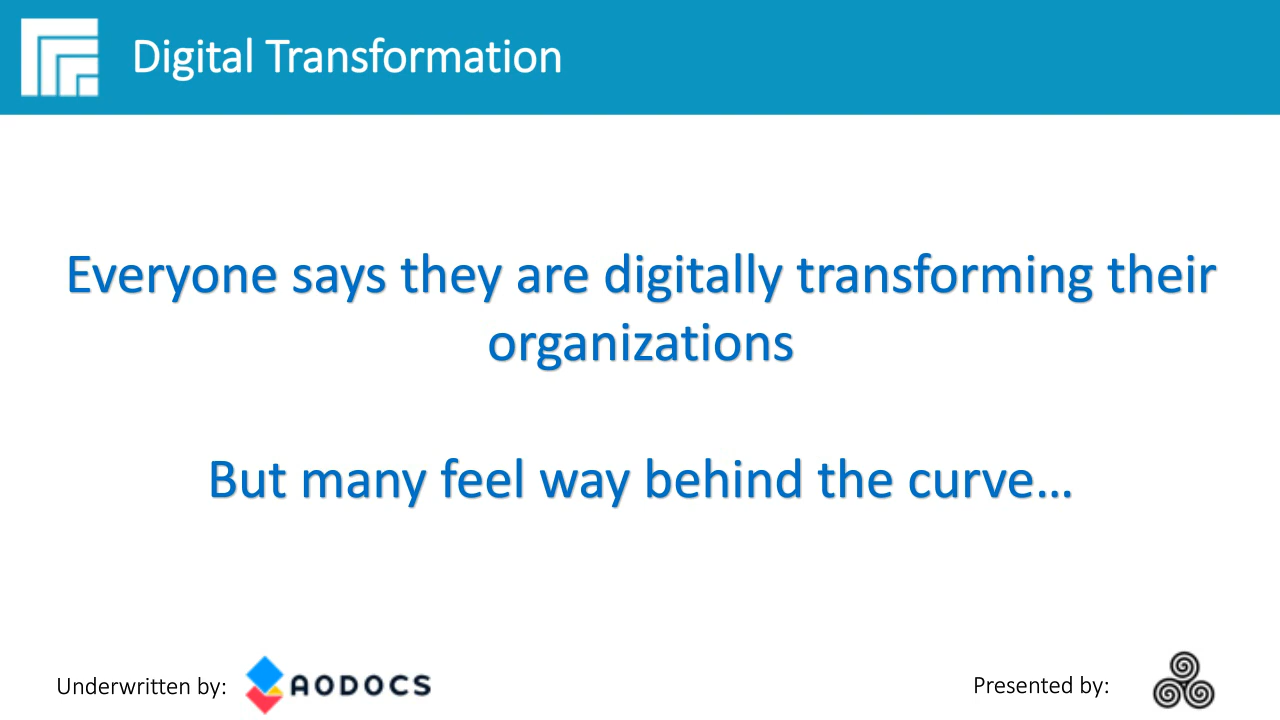 Digital Transformation
Everyone says they are digitally transforming their
organizations
But many feel way behind the curve…
Underwritten by:
AODOCS
Presented by: